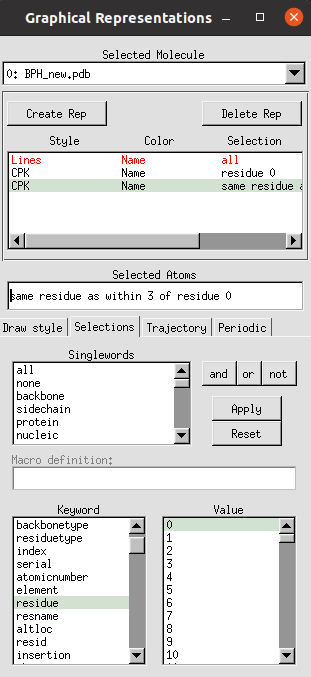 Graphical Representations
Selected Molecule
0: BPH_new.pdb
Create Rep Delete Rep
Style Color Selection
Lines Name all
CPK Name residue 0
CPK Name same residue a
Selected Atoms
same residue as within 3 of residue 0
Draw style Selections Trajectory Periodic
Singlewords
all
none
backbone
sidechain
protein
nucleic
and or not
Apply
Reset
Macro definition:
Keyword
backbonetype
residuetype
index
serial
atomicnumber
element
residue
resname
altloc
resid
insertion
Value
0
1
2
3
4
5
6
7
8
9
10